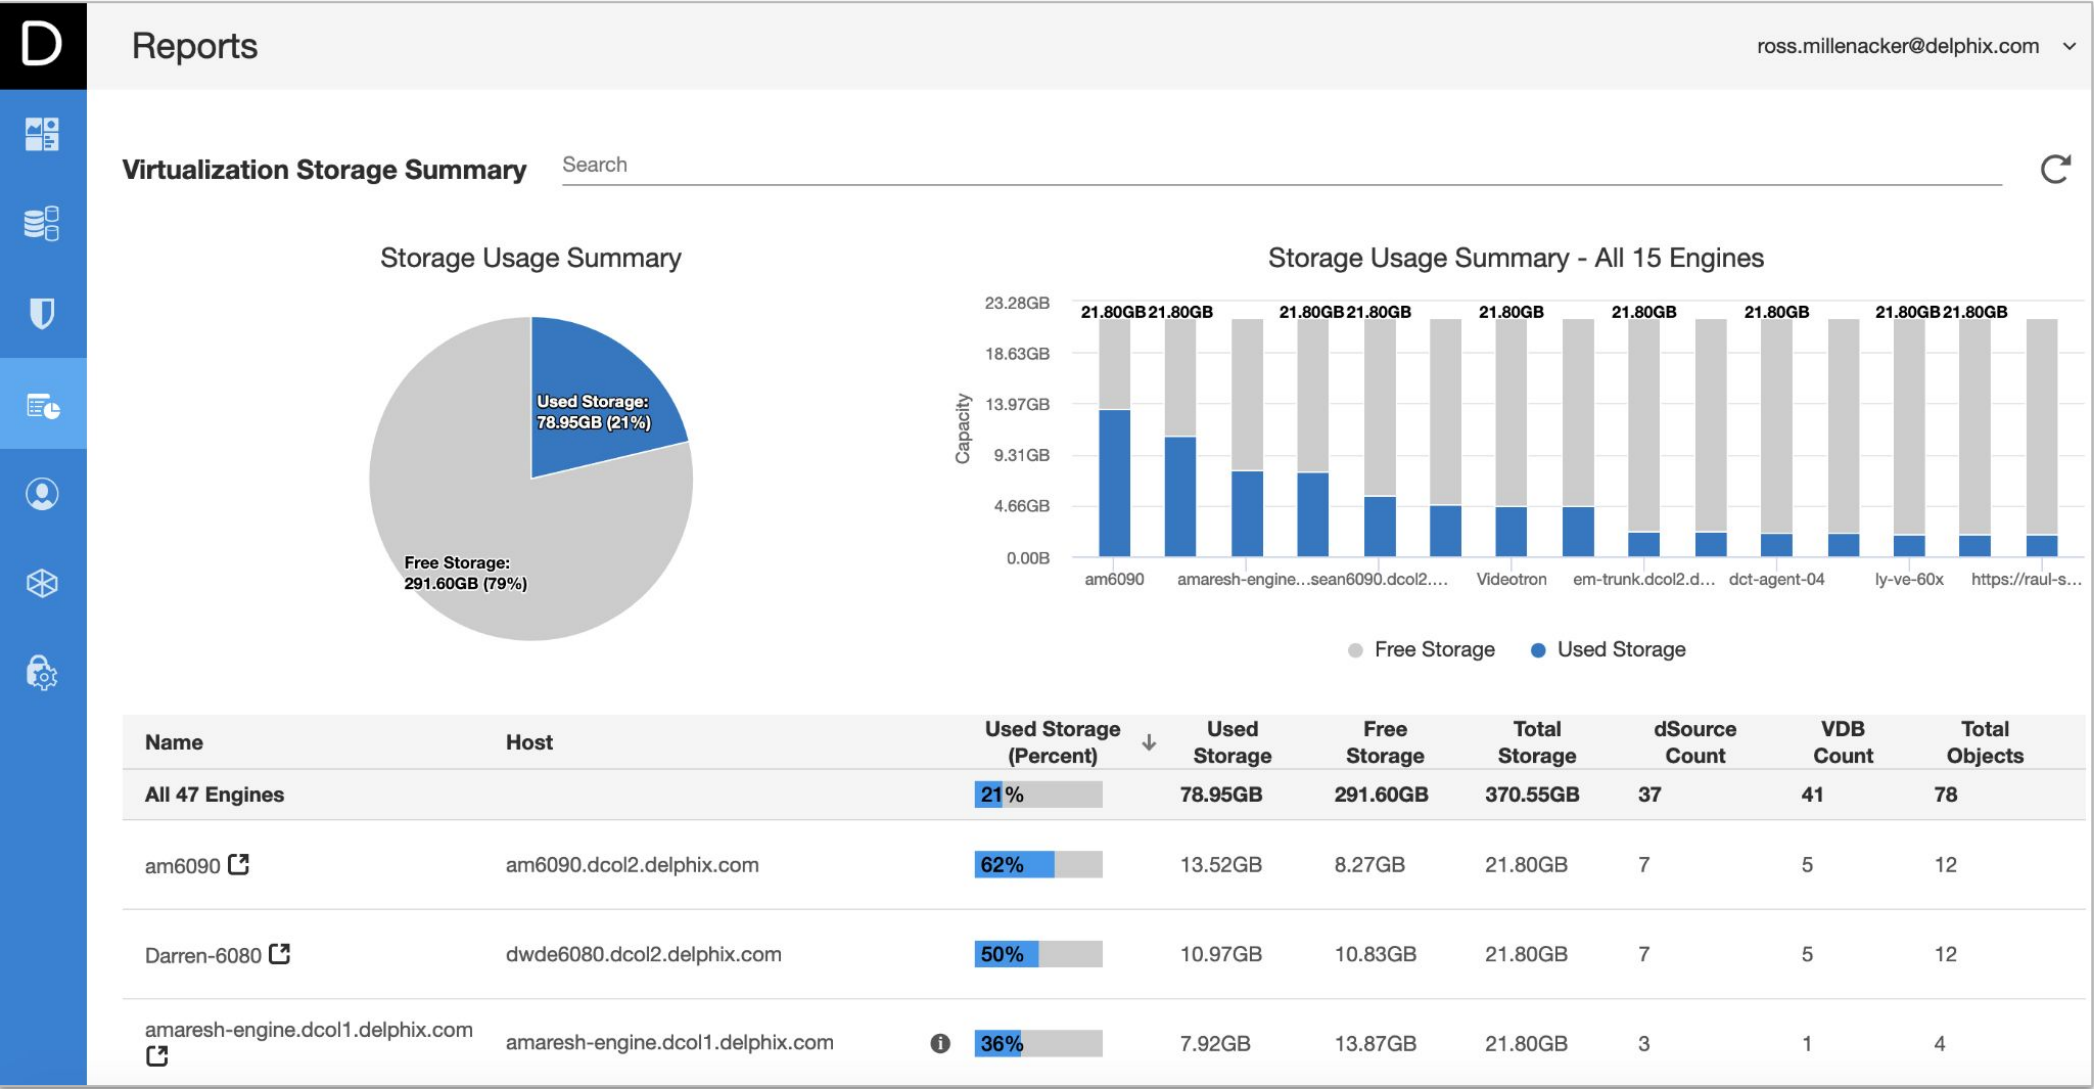 D
Reports
ross.millenacker@delphix.com
Virtualization Storage Summary
Search
Storage Usage Summary
Used Storage:
78.95GB (21%)
Free Storage:
291.60GB (79%)
Storage Usage Summary - All 15 Engines
Capacity
23.28GB
18.63GB
13.97GB
9.31GB
4.66GB
0.00B
21.80GB 21.80GB 21.80GB 21.80GB 21.80GB 21.80GB 21.80GB 21.80GB 21.80GB
am6090 amaresh-engine... sean6090.dcol2.... Videotron em-trunk.dcol2.d... dct-agent-04 ly-ve-60x https://raul-s...
Free Storage Used Storage
Name Host Used Storage (Percent) Used Storage Free Storage Total Storage dSource Count VDB Count Total Objects
All 47 Engines 21% 78.95GB 291.60GB 370.55GB 37 41 78
am6090 am6090.dcol2.delphix.com 62% 13.52GB 8.27GB 21.80GB 7 5 12
Darren-6080 dwde6080.dcol2.delphix.com 50% 10.97GB 10.83GB 21.80GB 7 5 12
amaresh-engine.dcol1.delphix.com amaresh-engine.dcol1.delphix.com 36% 7.92GB 13.87GB 21.80GB 3 1 4